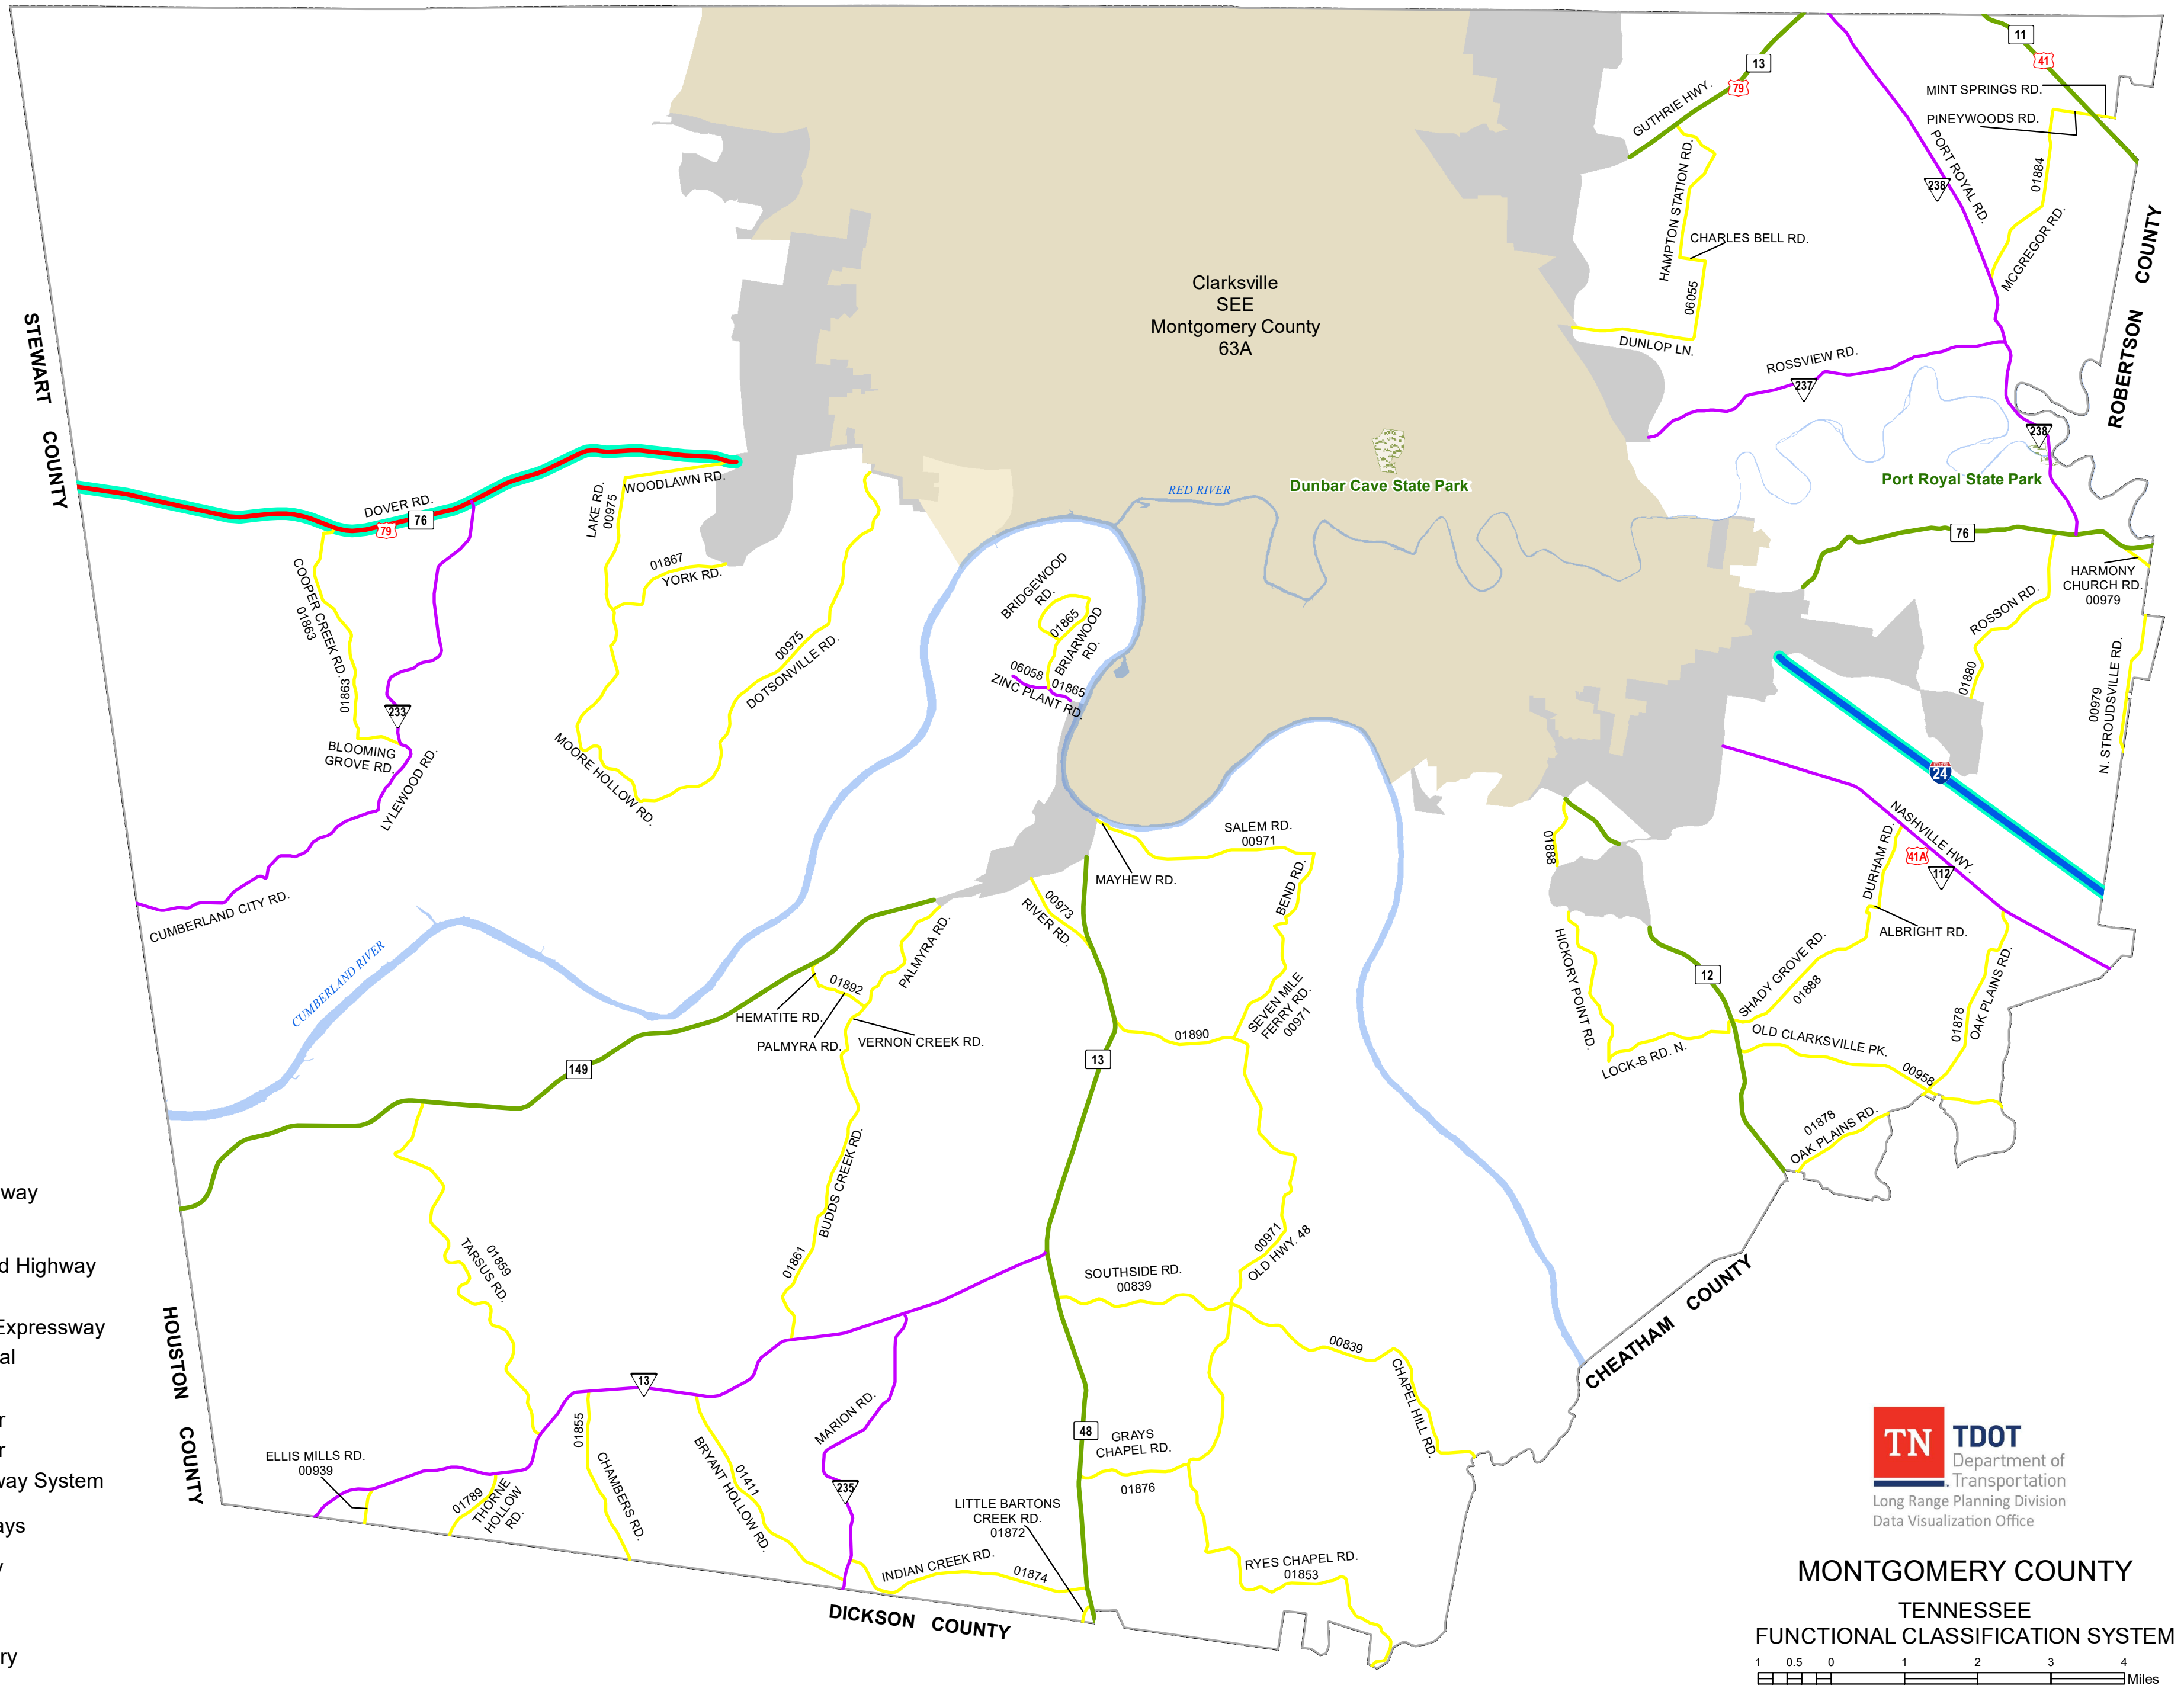 11
41
13
79
GUTHRIE HWY.
MINT SPRINGS RD.
PINEYWOODS RD.
PORT ROYAL RD.
238
01884
MCGREGOR RD.
HAMPTON STATION RD.
CHARLES BELL RD.
06055
DUNLOP LN.
ROSSVIEW RD.
237
ROBERTSON COUNTY
Clarksville
SEE
Montgomery County
63A
STEWART COUNTY
DOVER RD.
79
76
LAKE RD.
00975
WOODLAWN RD.
01867
YORK RD.
COOPER CREEK RD.
01863
01863
233
BLOOMING
GROVE RD.
LYLEWOOD RD.
CUMBERLAND CITY RD.
MOORE HOLLOW RD.
00975
DOTSONVILLE RD.
RED RIVER
Dunbar Cave State Park
238
Port Royal State Park
76
HARMONY
CHURCH RD.
00979
ROSSON RD.
01880
00979
N. STROUDSVILLE RD.
BRIDGEWOOD
RD.
01865
BRIARWOOD
RD.
06058
01865
ZINC PLANT RD.
24
NASHVILLE HWY.
41A
112
DURHAM RD.
ALBRIGHT RD.
01888
HICKORY POINT RD.
12
SHADY GROVE RD.
01888
LOCK-B RD. N.
OLD CLARKSVILLE PK.
00958
01878
OAK PLAINS RD.
01878
OAK PLAINS RD.
SALEM RD.
00971
MAYHEW RD.
BEND RD.
00973
RIVER RD.
SEVEN MILE
FERRY RD.
00971
01890
13
CUMBERLAND RIVER
PALMYRA RD.
01892
HEMATITE RD.
PALMYRA RD.
VERNON CREEK RD.
149
BUDDS CREEK RD.
01861
01859
TARSUS RD.
00971
OLD HWY. 48
SOUTHSIDE RD.
00839
00839
CHAPEL HILL RD.
CHEATHAM COUNTY
HOUSTON COUNTY
13
MARION RD.
235
48
GRAYS
CHAPEL RD.
01876
ELLIS MILLS RD.
00939
01789
THORNE
HOLLOW
RD.
01855
CHAMBERS RD.
01411
BRYANT HOLLOW RD.
LITTLE BARTONS
CREEK RD.
01872
INDIAN CREEK RD.
01874
RYES CHAPEL RD.
01853
DICKSON COUNTY
way
d Highway
Expressway
al
r
r
way System
ays
y
ry
TN
TDOT
Department of
Transportation
Long Range Planning Division
Data Visualization Office
MONTGOMERY COUNTY
TENNESSEE
FUNCTIONAL CLASSIFICATION SYSTEM
1 0.5 0 1 2 3 4
Miles